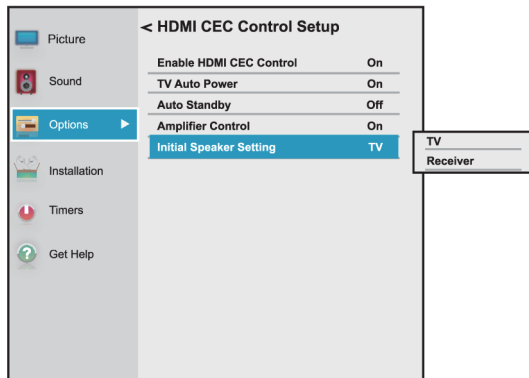 < HDMI CEC Control Setup
Picture
Sound
Options
Installation
Timers
Get Help
Enable HDMI CEC Control On
TV Auto Power On
Auto Standby Off
Amplifier Control On
Initial Speaker Setting TV
TV
Receiver